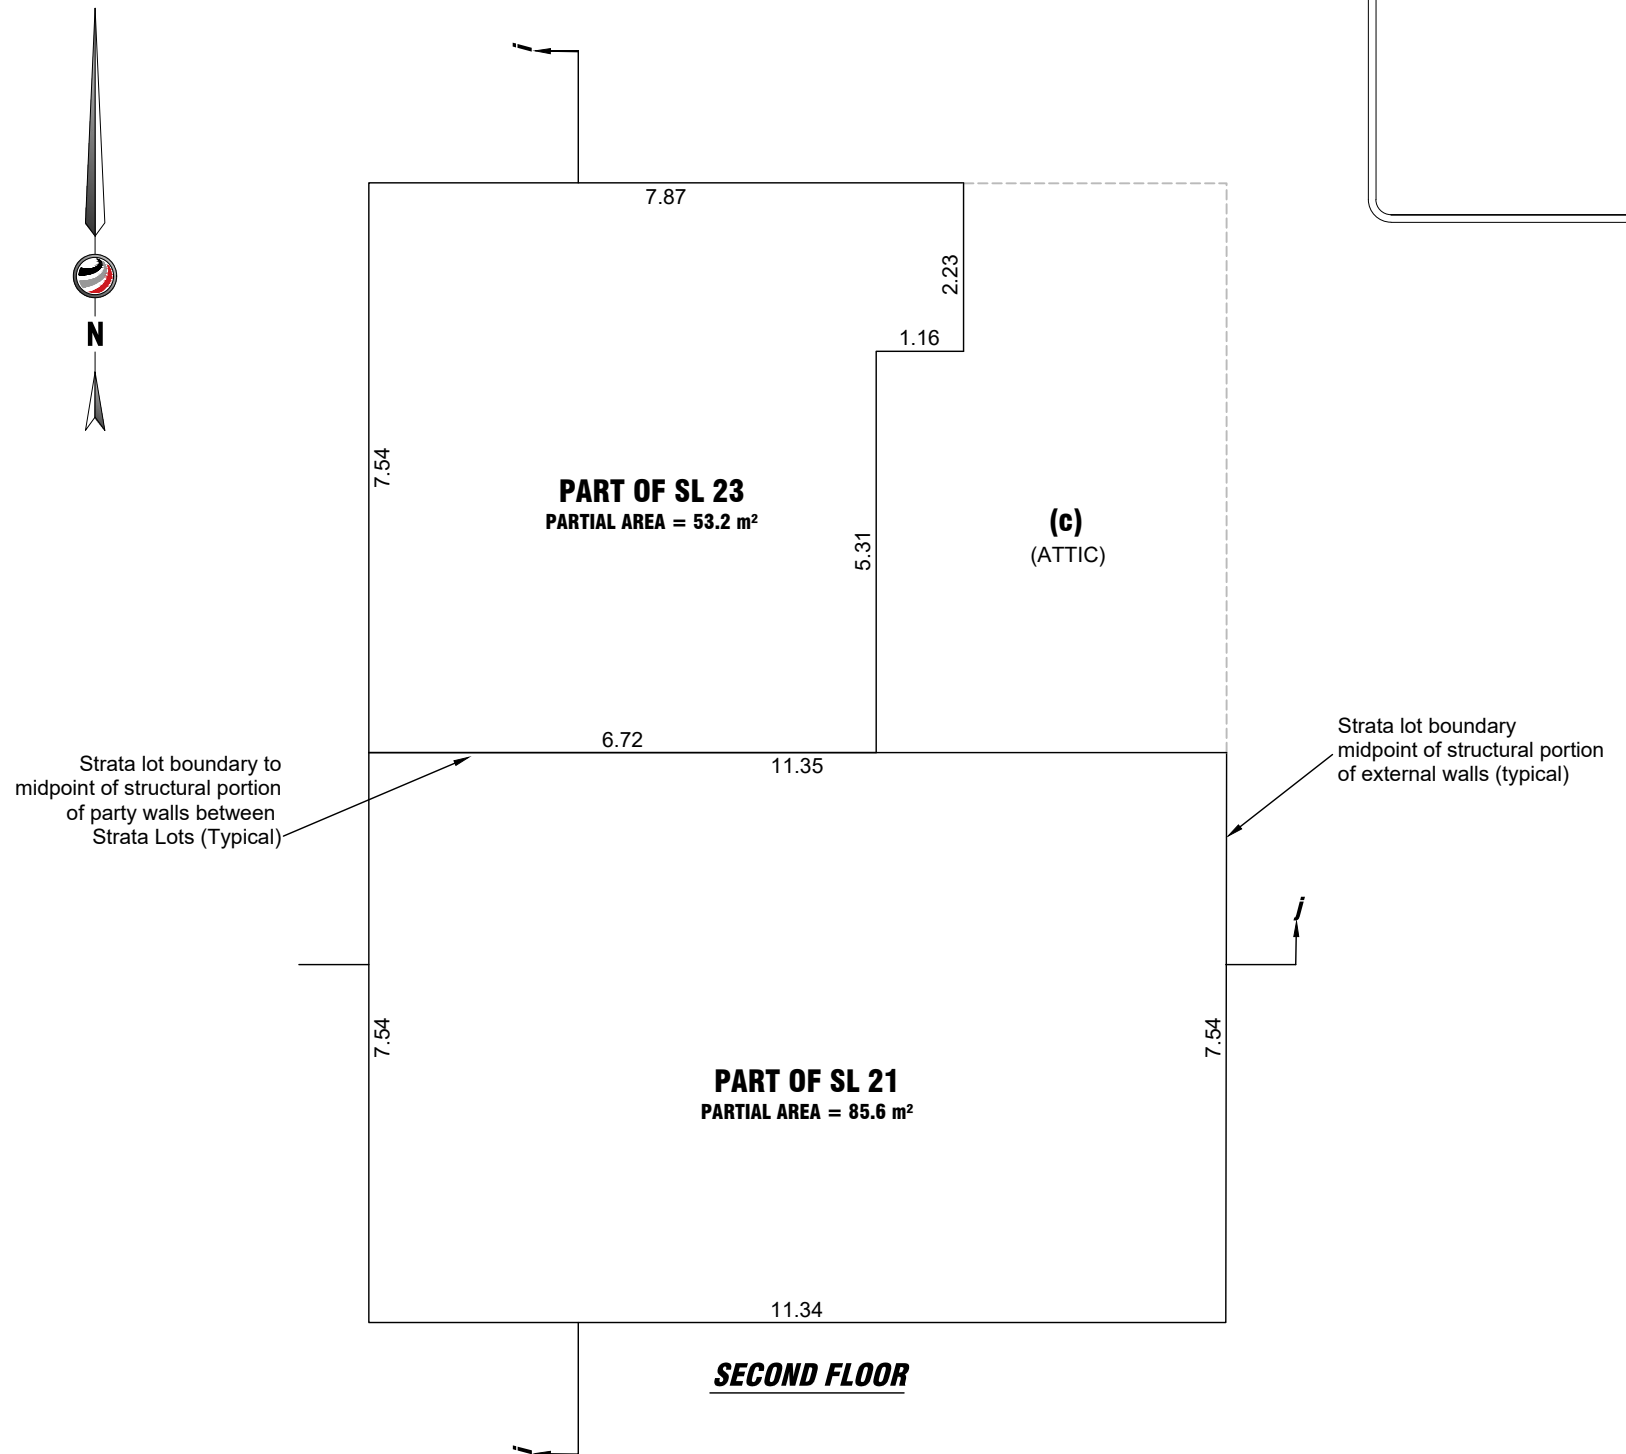 i
7.87
2.23
N
1.16
7.54
PART OF SL 23
PARTIAL AREA = 53.2 m²
5.31
(c)
(ATTIC)
6.72
11.35
Strata lot boundary to
midpoint of structural portion
of party walls between
Strata Lots (Typical)
Strata lot boundary
midpoint of structural portion
of external walls (typical)
j
7.54
7.54
PART OF SL 21
PARTIAL AREA = 85.6 m²
11.34
SECOND FLOOR
i